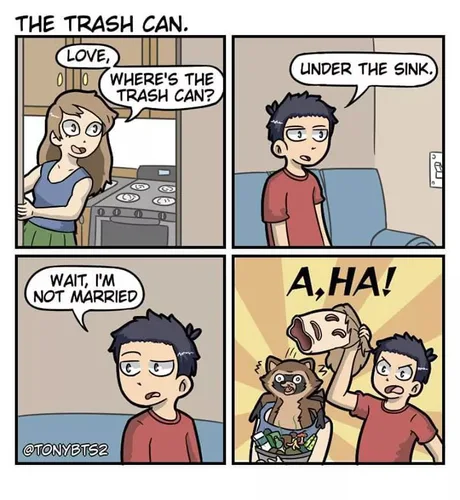 THE TRASH CAN.
LOVE,
WHERE'S THE
TRASH CAN?
UNDER THE SINK.
WAIT, I'M
NOT MARRIED
A,HA!
@TONYBTS2